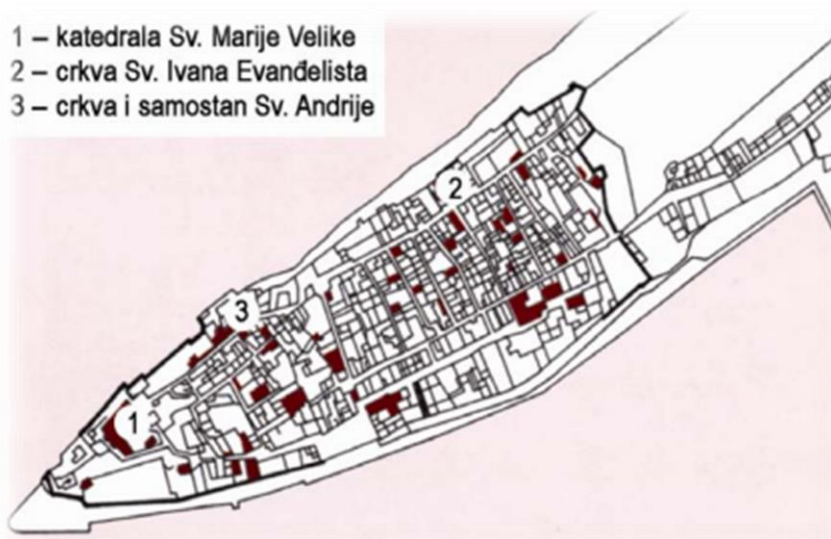 1 – katedrala Sv. Marije Velike
2 – crkva Sv. Ivana Evanđelista
3 – crkva i samostan Sv. Andrije
2
3
1